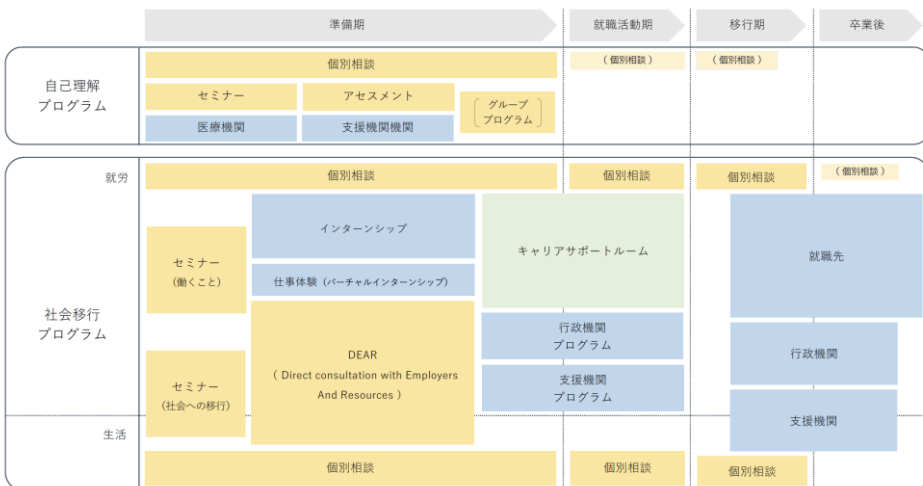 準備期
就職活動期
移行期
卒業後
自己理解
プログラム
個別相談
(個別相談)
(個別相談)
セミナー
アセスメント
グループ
プログラム
医療機関
支援機関機関
社会移行
プログラム
就労
個別相談
個別相談
個別相談
(個別相談)
セミナー
(働くこと)
インターンシップ
仕事体験 (バーチャルインターンシップ)
キャリアサポートルーム
就職先
セミナー
(社会への移行)
DEAR
( Direct consultation with Employers
And Resources )
行政機関
プログラム
支援機関
プログラム
行政機関
支援機関
生活
個別相談
個別相談
個別相談